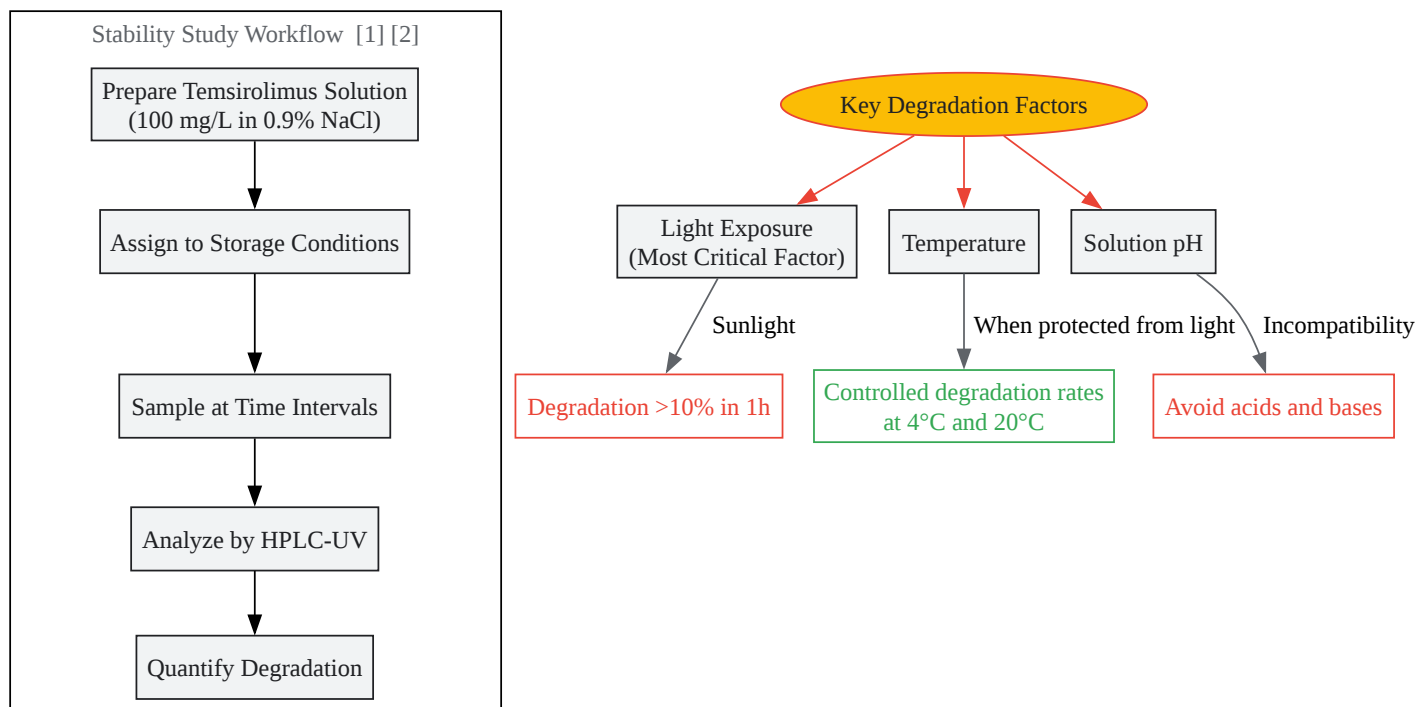 Stability Study Workflow [1] [2]
Prepare Temsirolimus Solution
(100 mg/L in 0.9% NaCl)
Assign to Storage Conditions
Sample at Time Intervals
Analyze by HPLC-UV
Quantify Degradation
Key Degradation Factors
Light Exposure
(Most Critical Factor)
Temperature
Solution pH
Sunlight
When protected from light
Incompatibility
Degradation >10% in 1h
Controlled degradation rates
at 4°C and 20°C
Avoid acids and bases